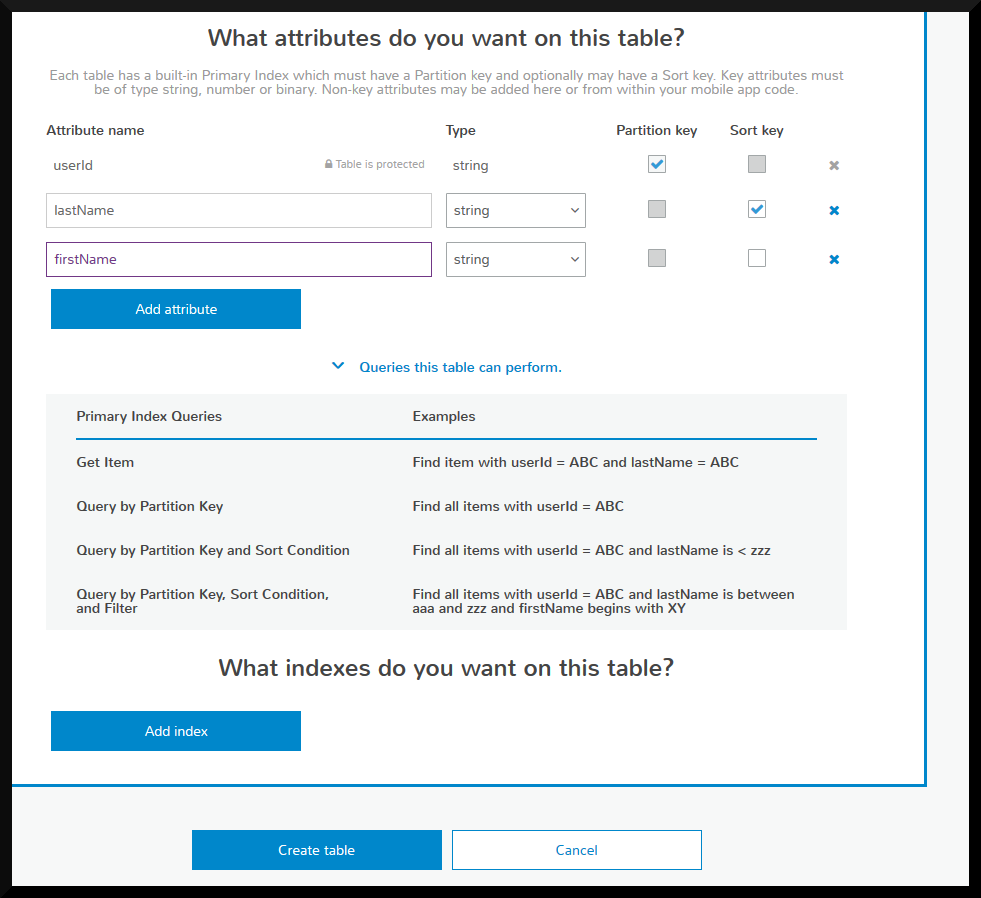 What attributes do you want on this table?
Each table has a built-in Primary Index which must have a Partition key and optionally may have a Sort key. Key attributes must
be of type string, number or binary. Non-key attributes may be added here or from within your mobile app code.
Attribute name Type Partition key Sort key
userId Table is protected string
lastName string
firstName string
Add attribute
Queries this table can perform.
Primary Index Queries Examples
Get Item Find item with userId = ABC and lastName = ABC
Query by Partition Key Find all items with userId = ABC
Query by Partition Key and Sort Condition Find all items with userId = ABC and lastName is < zzz
Query by Partition Key, Sort Condition, Find all items with userId = ABC and lastName is between
and Filter aaa and zzz and firstName begins with XY
What indexes do you want on this table?
Add index
Create table Cancel